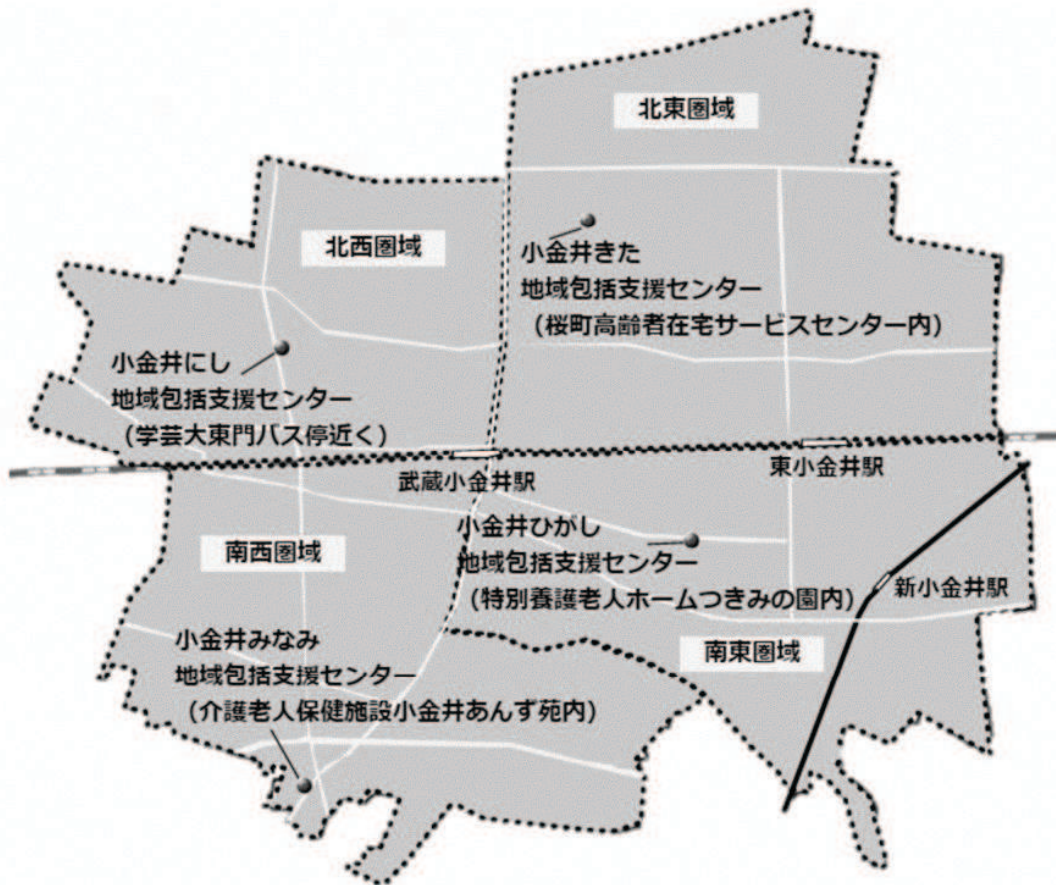 北東圏域
北西圏域
小金井きた
地域包括支援センター
(桜町高齢者在宅サービスセンター内)
小金井にし
地域包括支援センター
(学芸大東門バス停近く)
武蔵小金井駅
東小金井駅
南西圏域
小金井ひがし
地域包括支援センター
(特別養護老人ホームつきみの園内)
新小金井駅
小金井みなみ
地域包括支援センター
(介護老人保健施設小金井あんず苑内)
南東圏域